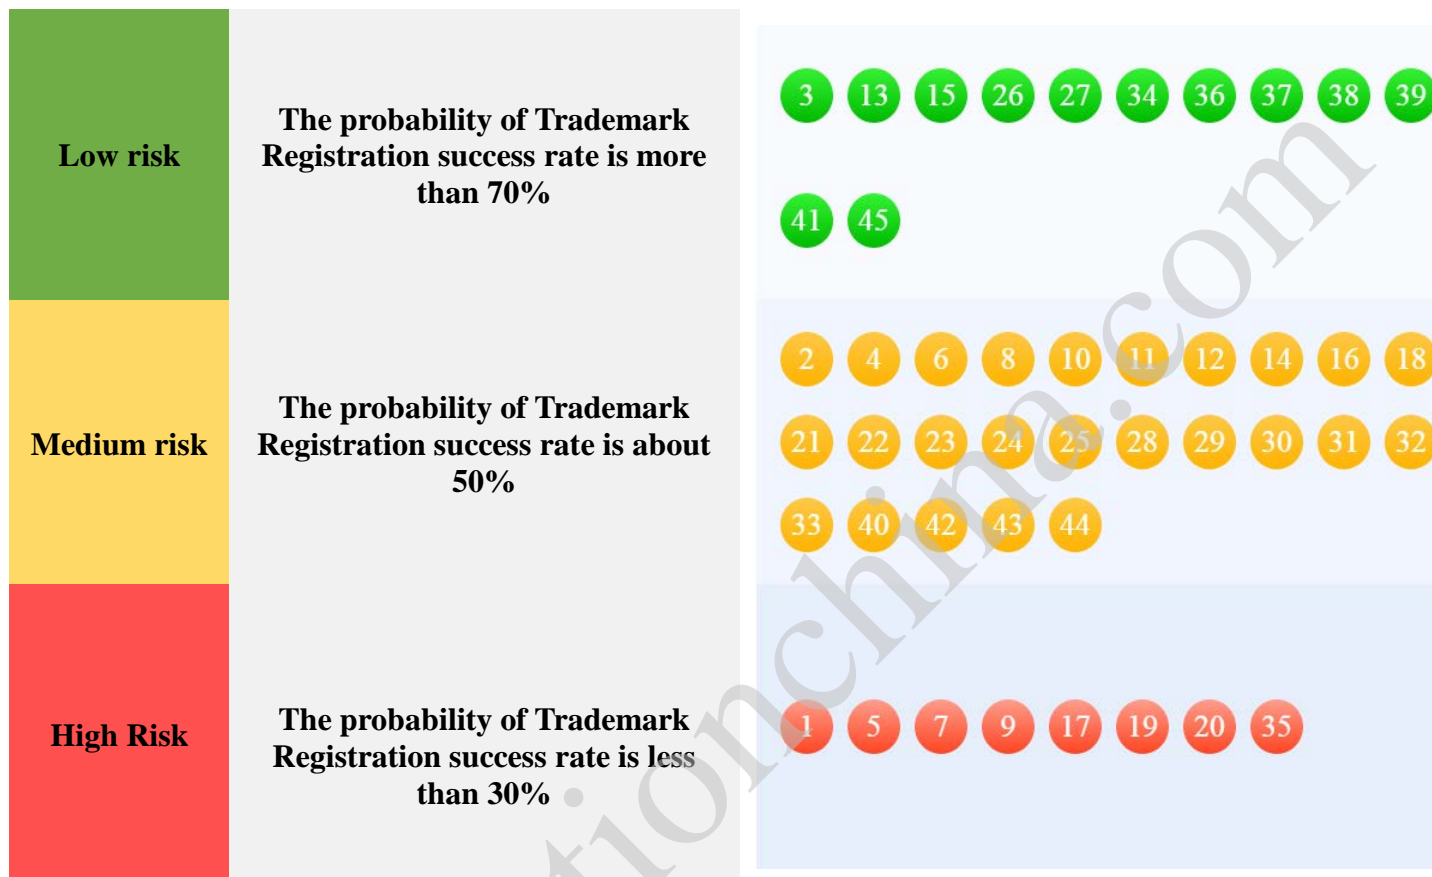 Low risk
The probability of Trademark
Registration success rate is more
than 70%
3 13 15 26 27 34 36 37 38 39
41 45
Medium risk
The probability of Trademark
Registration success rate is about
50%
2 4 6 8 10 11 12 14 16 18
21 22 23 24 25 28 29 30 31 32
33 40 42 43 44
High Risk
The probability of Trademark
Registration success rate is less
than 30%
1 5 7 9 17 19 20 35
tionchina.com